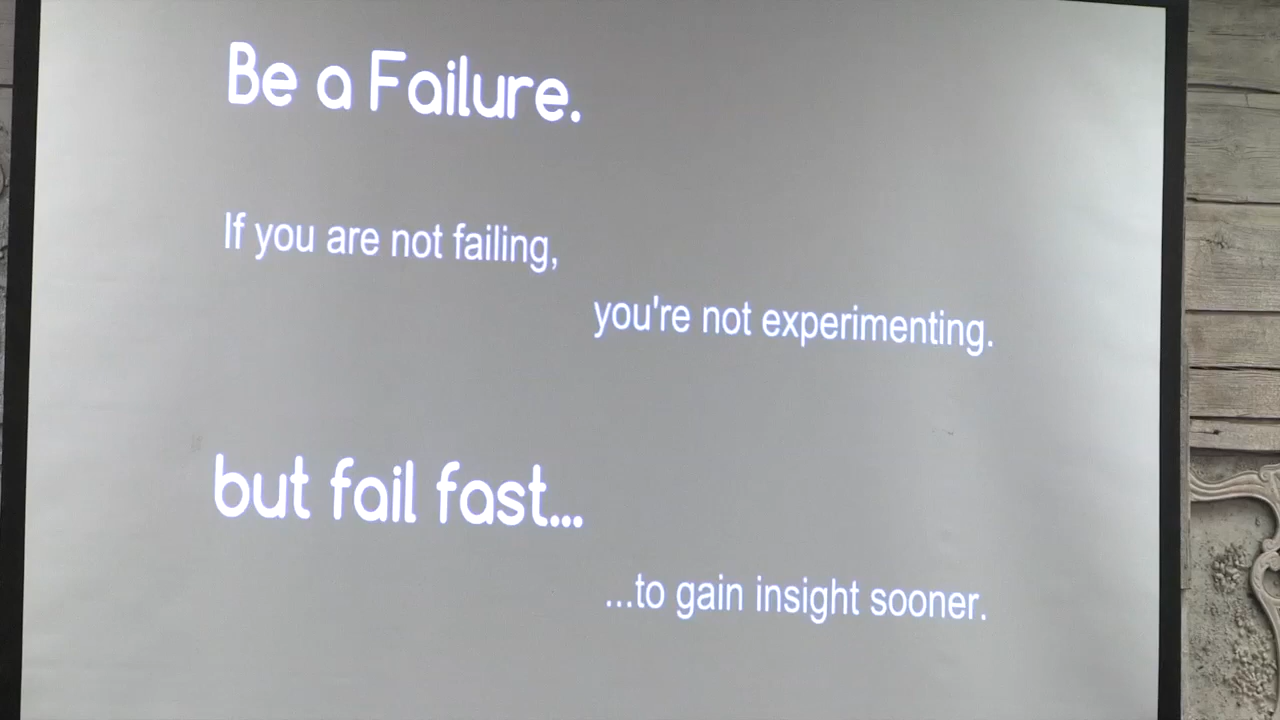 Be a Failure.
If you are not failing,
you're not experimenting.
but fail fast...
...to gain insight sooner.